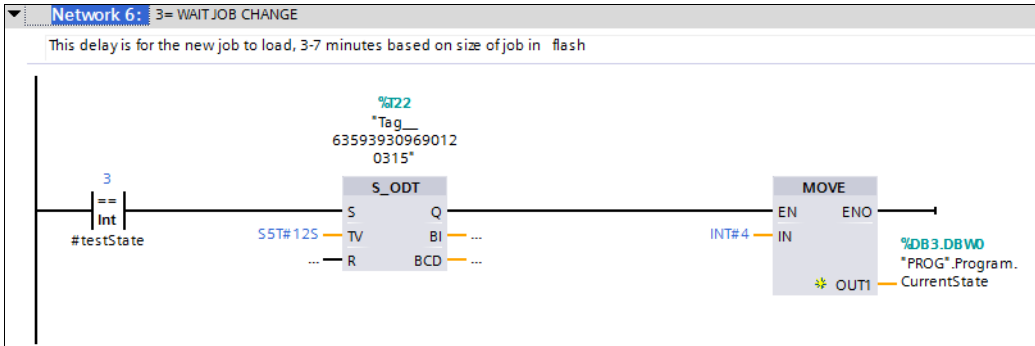 Network 6: 3= WAIT JOB CHANGE
This delay is for the new job to load, 3-7 minutes based on size of job in flash
%T22
"Tag__
63593930969012
0315"
3
==
Int
#testState
S_ODT
S Q
S5T#12S TV BI ...
... R BCD ...
MOVE
EN ENO
INT#4 IN
OUT1
%DB3.DBW0
"PROG".Program.
CurrentState